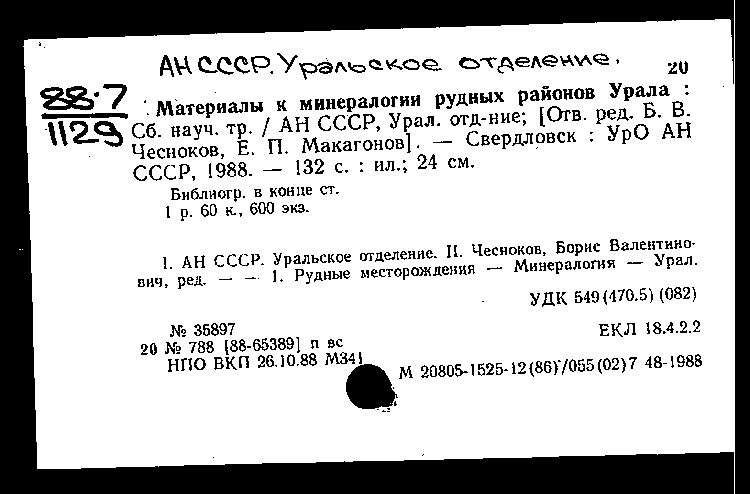 АН СССР. Уральское отделение.
20
88-7
1129
Материалы к минералогии рудных районов Урала :
Сб. науч. тр. / АН СССР, Урал. отд-ние; [Отв. ред. Б. В.
Чесноков, Е. П. Макагонов]. — Свердловск : УрО АН
СССР, 1988. — 132 с. : ил.; 24 см.
Библиогр. в конце ст.
1 р. 60 к., 600 экз.
I. АН СССР. Уральское отделение. II. Чесноков, Борис Валентино-
вич, ред. — — 1. Рудные месторождения — Минералогия — Урал.
УДК 549(470.5) (082)
№ 35897
ЕКЛ 18.4.2.2
20 № 788 [88-65389] п вс
НПО ВКП 26.10.88 М341
М 20805-1525-12(86)/055(02)7 48-1988